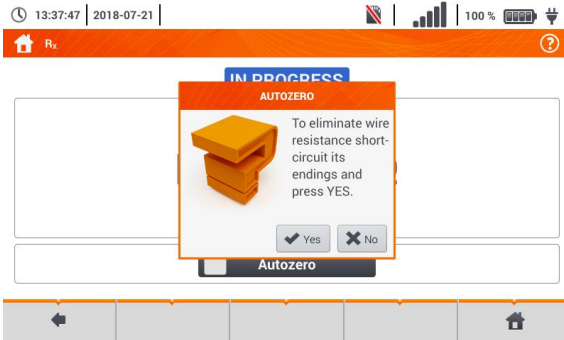 13:37:47 2018-07-21 100 %
Rx
IN PROGRESS
AUTOZERO
To eliminate wire
resistance short-
circuit its
endings and
press YES.
Yes No
Autozero